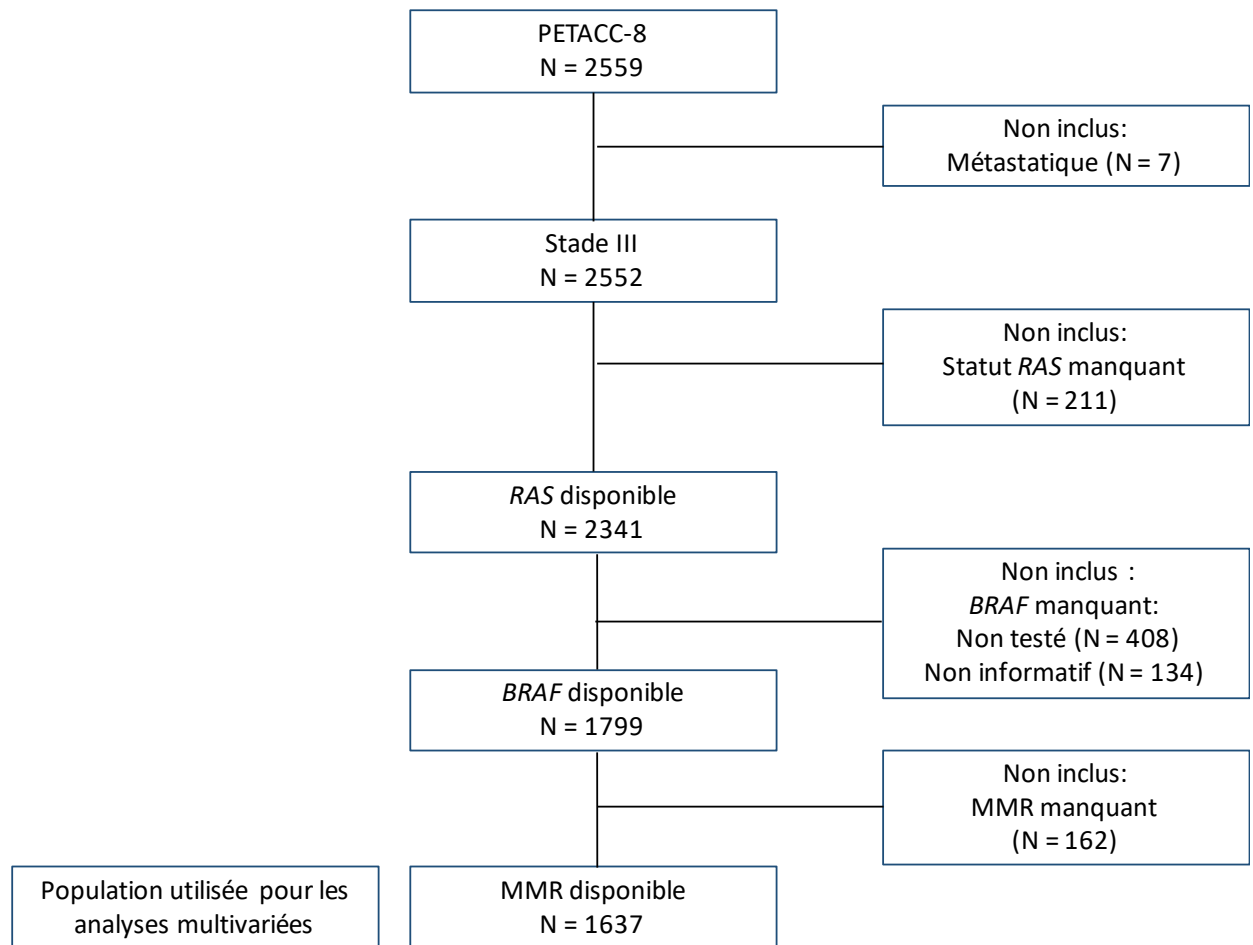 PETACC-8
N = 2559
Non inclus:
Métastatique (N = 7)
Stade III
N = 2552
Non inclus:
Statut RAS manquant
(N = 211)
RAS disponible
N = 2341
Non inclus :
BRAF manquant:
Non testé (N = 408)
Non informatif (N = 134)
BRAF disponible
N = 1799
Non inclus:
MMR manquant
(N = 162)
Population utilisée pour les
analyses multivariées
MMR disponible
N = 1637